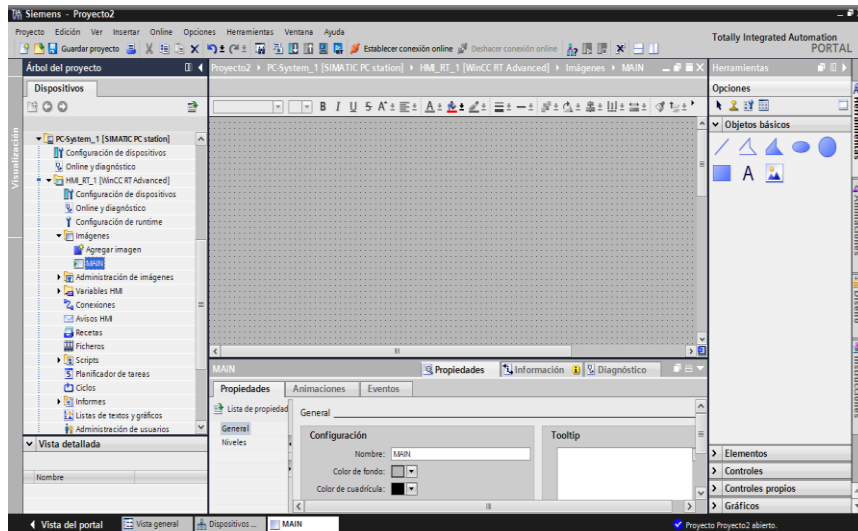 Siemens - Proyecto2
Proyecto Edición Ver Insertar Online Opciones Herramientas Ventana Ayuda
Totally Integrated Automation
PORTAL
Guardar proyecto
Establecer conexión online
Deshacer conexión online
Árbol del proyecto
Proyecto2 PC-System_1 [SIMATIC PC station] HMI_RT_1 [WinCC RT Advanced] Imágenes MAIN
Herramientas
Dispositivos
Opciones
B I U S A
Objetos básicos
A
Visualización
PC-System_1 [SIMATIC PC station]
Configuración de dispositivos
Online y diagnóstico
HMI_RT_1 [WinCC RT Advanced]
Configuración de dispositivos
Online y diagnóstico
Configuración de runtime
Imágenes
Agregar imagen
MAIN
Administración de imágenes
Variables HMI
Conexiones
Avisos HMI
Recetas
Ficheros
Scripts
Planificador de tareas
Ciclos
Informes
Listas de textos y gráficos
Administración de usuarios
Vista detallada
Nombre
MAIN
Propiedades
Información
Diagnóstico
Propiedades
Animaciones
Eventos
Lista de propiedad
General
Niveles
General
Configuración
Nombre: MAIN
Color de fondo:
Color de cuadrícula:
Tooltip
Elementos
Controles
Controles propios
Gráficos
Vista del portal
Vista general
Dispositivos ...
MAIN
Proyecto Proyecto2 abierto.